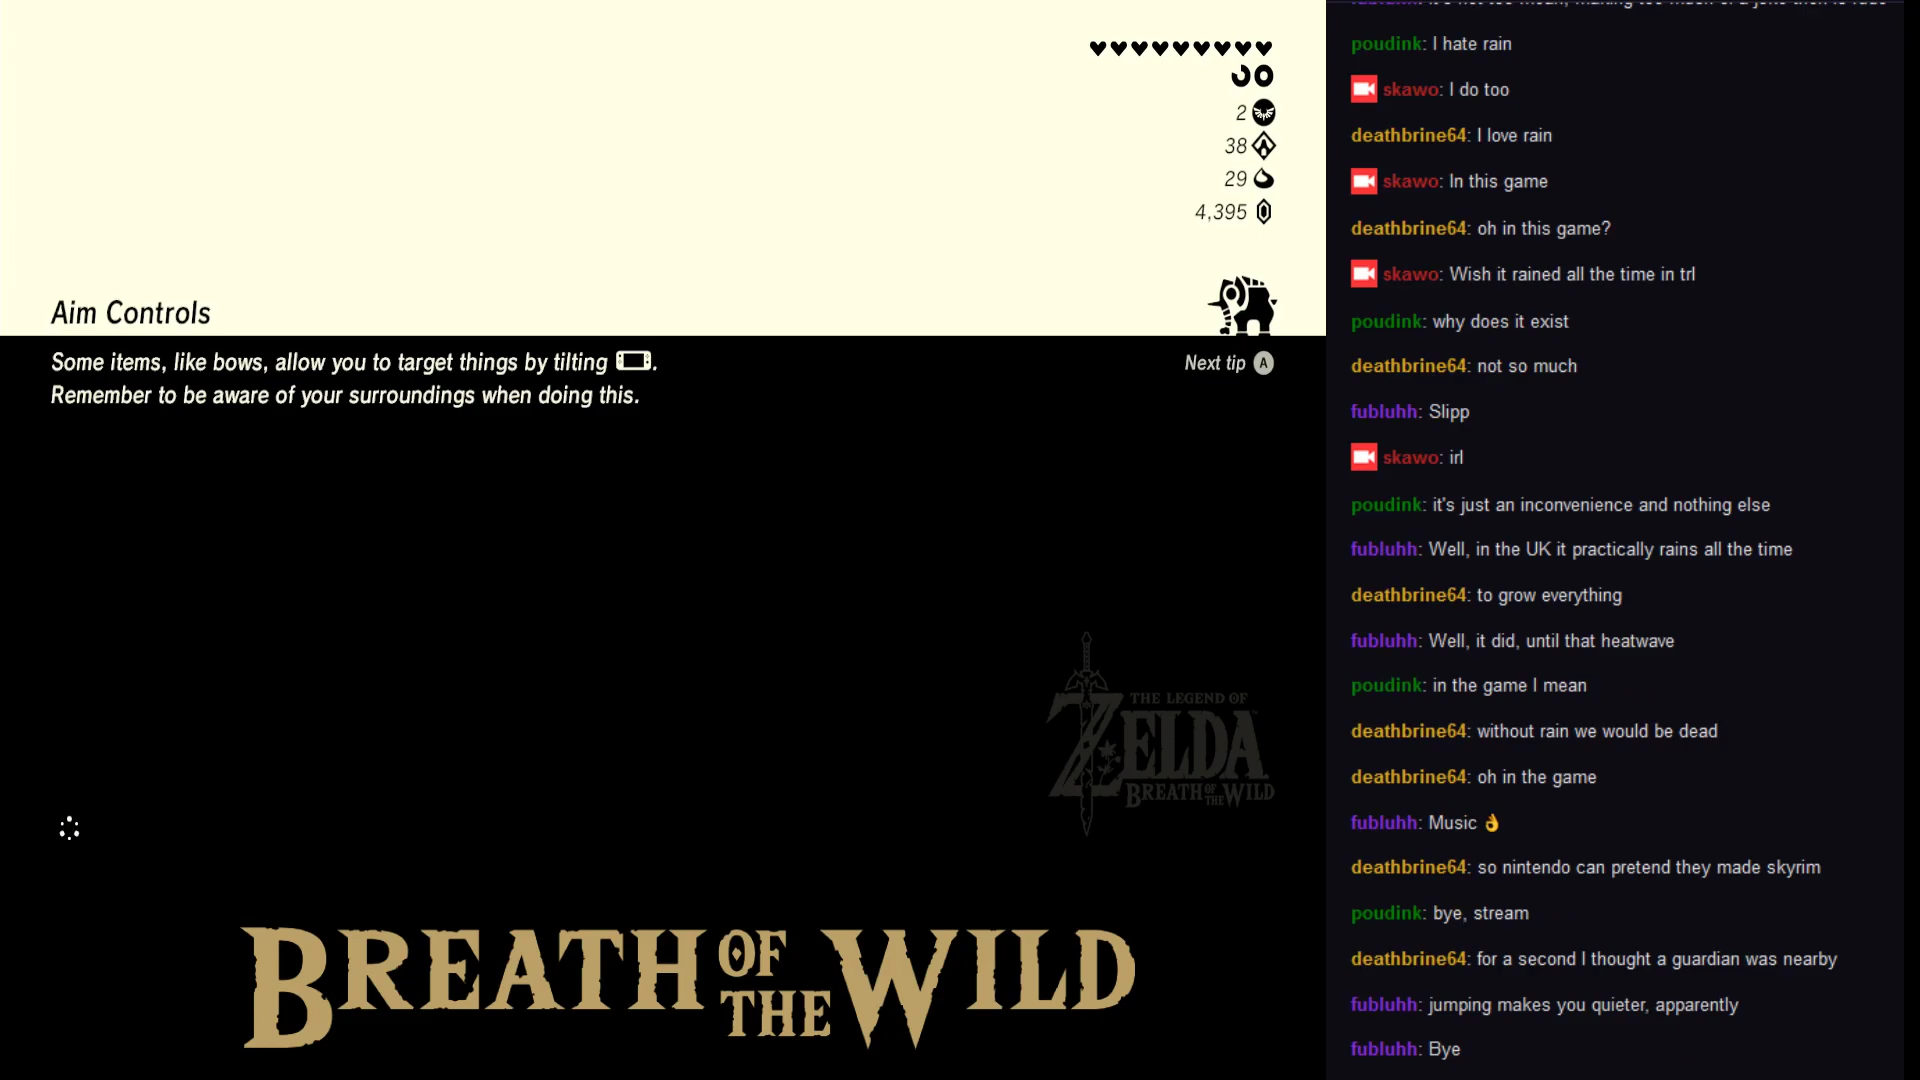 2
38
29
4,395
Aim Controls
Some items, like bows, allow you to target things by tilting .
Remember to be aware of your surroundings when doing this.
Next tip A
THE LEGEND OF
ZELDA
BREATH OF THE WILD
BREATH OF THE WILD
poudink: I hate rain
skawo: I do too
deathbrine64: I love rain
skawo: In this game
deathbrine64: oh in this game?
skawo: Wish it rained all the time in trl
poudink: why does it exist
deathbrine64: not so much
fubluhh: Slipp
skawo: irl
poudink: it's just an inconvenience and nothing else
fubluhh: Well, in the UK it practically rains all the time
deathbrine64: to grow everything
fubluhh: Well, it did, until that heatwave
poudink: in the game I mean
deathbrine64: without rain we would be dead
deathbrine64: oh in the game
fubluhh: Music 👌
deathbrine64: so nintendo can pretend they made skyrim
poudink: bye, stream
deathbrine64: for a second I thought a guardian was nearby
fubluhh: jumping makes you quieter, apparently
fubluhh: Bye